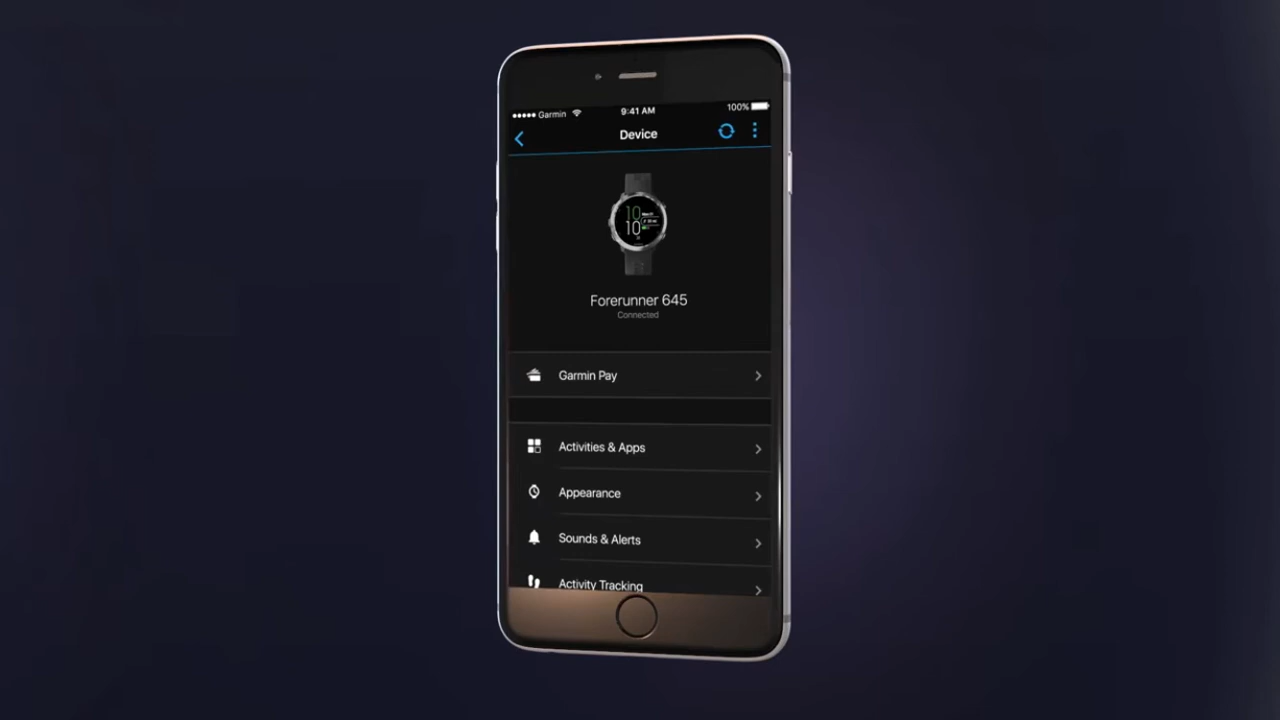 Garmin 9:41 AM 100%
Device
10
10
Forerunner 645
Connected
Garmin Pay
Activities & Apps
Appearance
Sounds & Alerts
Activity Tracking